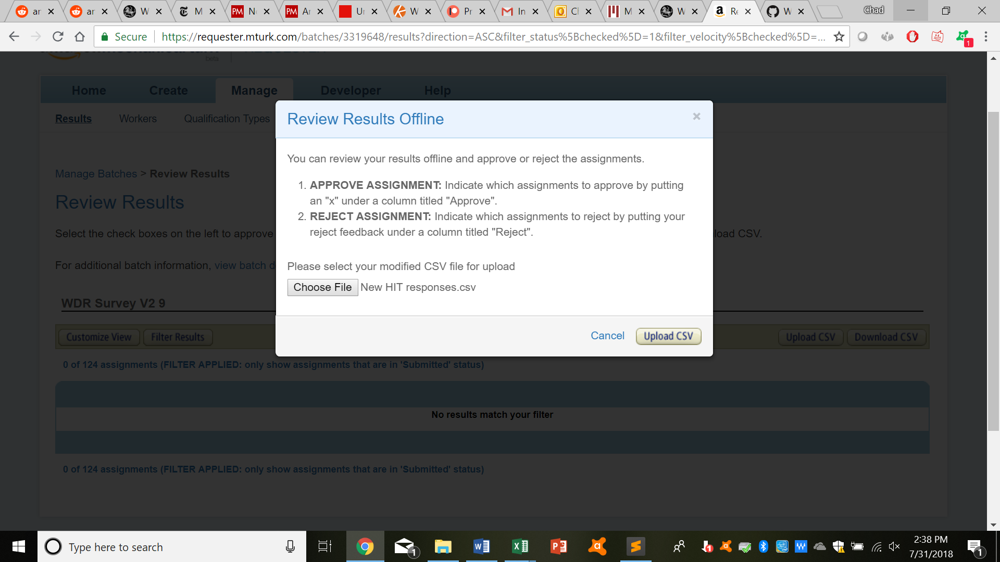 ar
ar
W
M
PM N
PM Ar
Ur
W
Pr
In
Cl
M
W
Re
W
Chad
Secure
https://requester.mturk.com/batches/3319648/results?direction=ASC&filter_status%5Bchecked%5D=1&filter_velocity%5Bchecked%5D=...
1
beta
Home Create Manage Developer Help
Results Workers Qualification Types
Review Results Offline
You can review your results offline and approve or reject the assignments.
1. APPROVE ASSIGNMENT: Indicate which assignments to approve by putting
an "x" under a column titled "Approve".
2. REJECT ASSIGNMENT: Indicate which assignments to reject by putting your
reject feedback under a column titled "Reject".
Please select your modified CSV file for upload
Choose File New HIT responses.csv
Cancel Upload CSV
Manage Batches > Review Results
Review Results
Select the check boxes on the left to approve load CSV.
For additional batch information, view batch d
WDR Survey V2 9
Customize View Filter Results Upload CSV Download CSV
0 of 124 assignments (FILTER APPLIED: only show assignments that are in 'Submitted' status)
No results match your filter
0 of 124 assignments (FILTER APPLIED: only show assignments that are in 'Submitted' status)
Type here to search
1
1
2:38 PM
7/31/2018
1